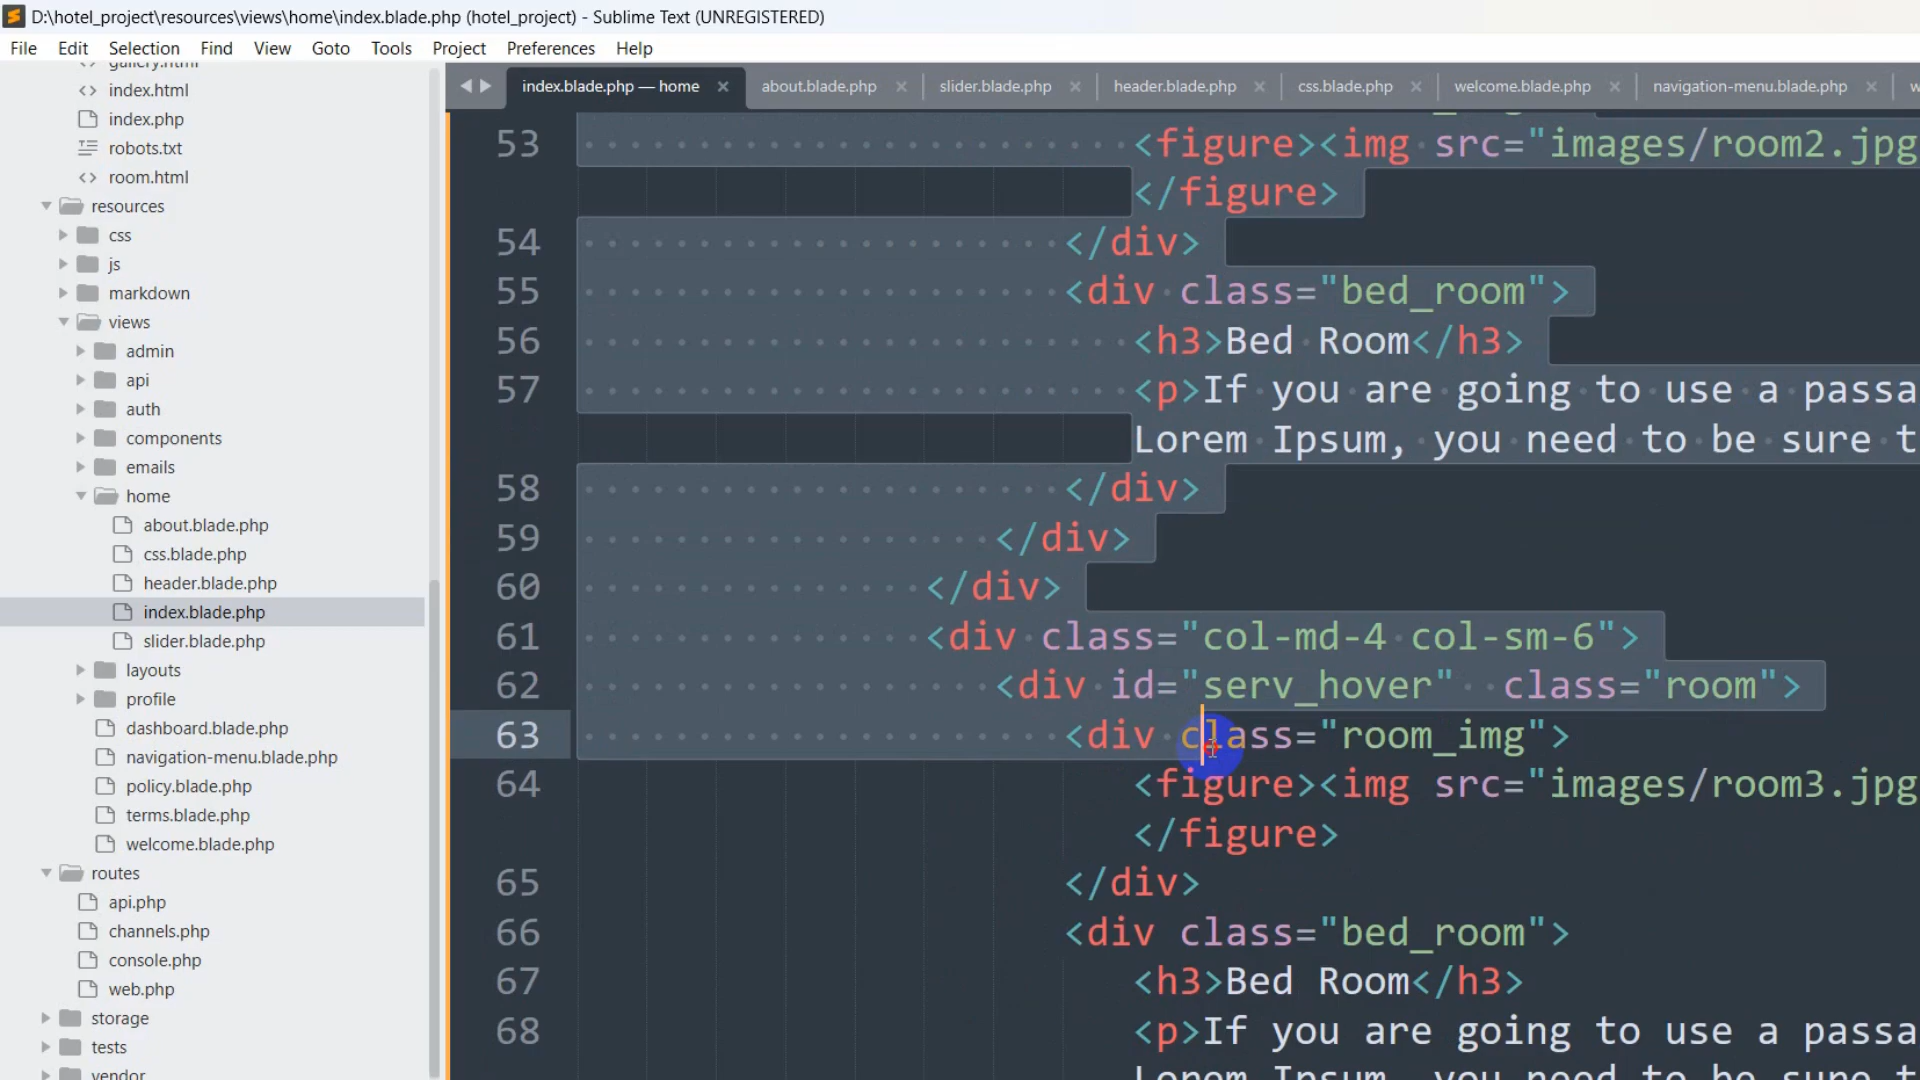 D:\hotel_project\resources\views\home\index.blade.php (hotel_project) - Sublime Text (UNREGISTERED)
File Edit Selection Find View Goto Tools Project Preferences Help
gallery.html
index.html
index.php
robots.txt
room.html
resources
css
js
markdown
views
admin
api
auth
components
emails
home
about.blade.php
css.blade.php
header.blade.php
index.blade.php
slider.blade.php
layouts
profile
dashboard.blade.php
navigation-menu.blade.php
policy.blade.php
terms.blade.php
welcome.blade.php
routes
api.php
channels.php
console.php
web.php
storage
tests
vendor
index.blade.php — home about.blade.php slider.blade.php header.blade.php css.blade.php welcome.blade.php navigation-menu.blade.php w
53 <figure><img src="images/room2.jpg
</figure>
54 </div>
55 <div class="bed_room">
56 <h3>Bed Room</h3>
57 <p>If you are going to use a passa
Lorem Ipsum, you need to be sure t
58 </div>
59 </div>
60 </div>
61 <div class="col-md-4 col-sm-6">
62 <div id="serv_hover"  class="room">
63 <div class="room_img">
64 <figure><img src="images/room3.jpg
</figure>
65 </div>
66 <div class="bed_room">
67 <h3>Bed Room</h3>
68 <p>If you are going to use a passa
Lorem Ipsum, you need to be sure t